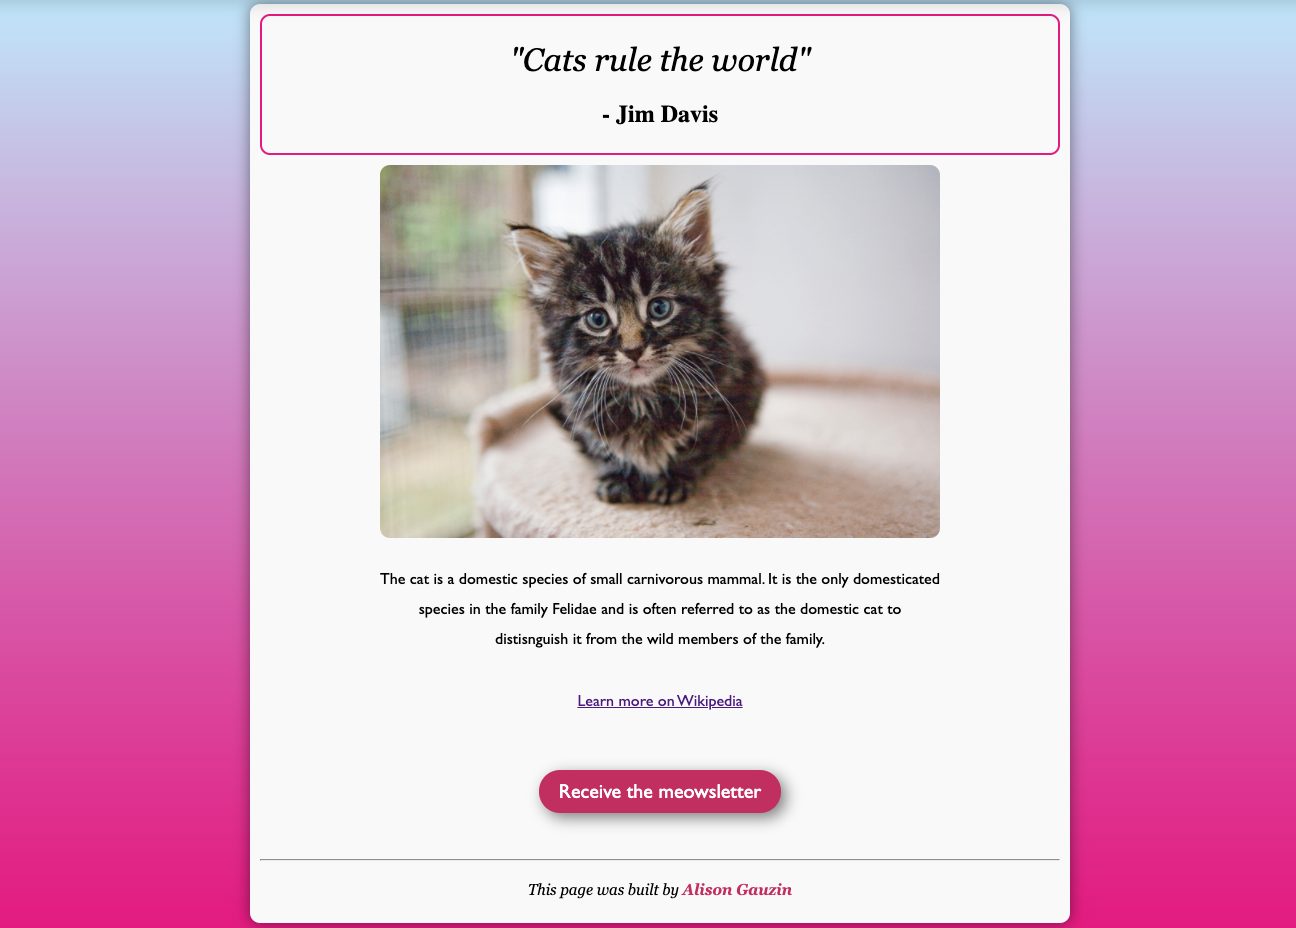 "Cats rule the world"
- Jim Davis
The cat is a domestic species of small carnivorous mammal. It is the only domesticated
species in the family Felidae and is often referred to as the domestic cat to
distisnguish it from the wild members of the family.
Learn more on Wikipedia
Receive the meowsletter
This page was built by Alison Gauzin